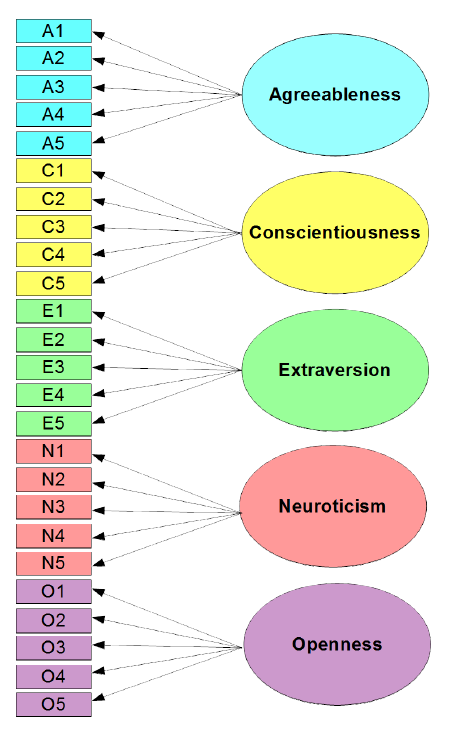 A1
A2
A3
A4
A5
Agreeableness
C1
C2
C3
C4
C5
Conscientiousness
E1
E2
E3
E4
E5
Extraversion
N1
N2
N3
N4
N5
Neuroticism
O1
O2
O3
O4
O5
Openness